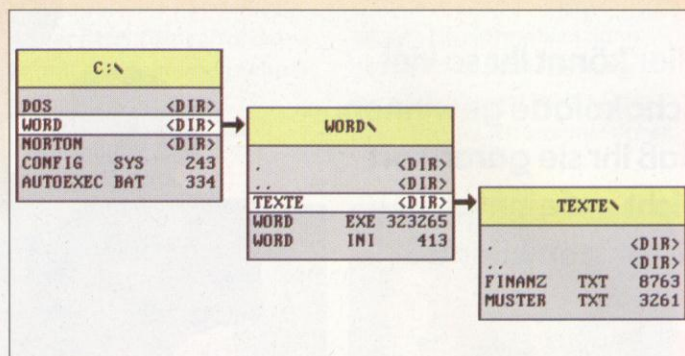 C:\
DOS <DIR>
WORD <DIR>
NORTON <DIR>
CONFIG SYS 243
AUTOEXEC BAT 334
WORD\
. <DIR>
.. <DIR>
TEXTE <DIR>
WORD EXE 323265
WORD INI 413
TEXTE\
. <DIR>
.. <DIR>
FINANZ TXT 8763
MUSTER TXT 3261